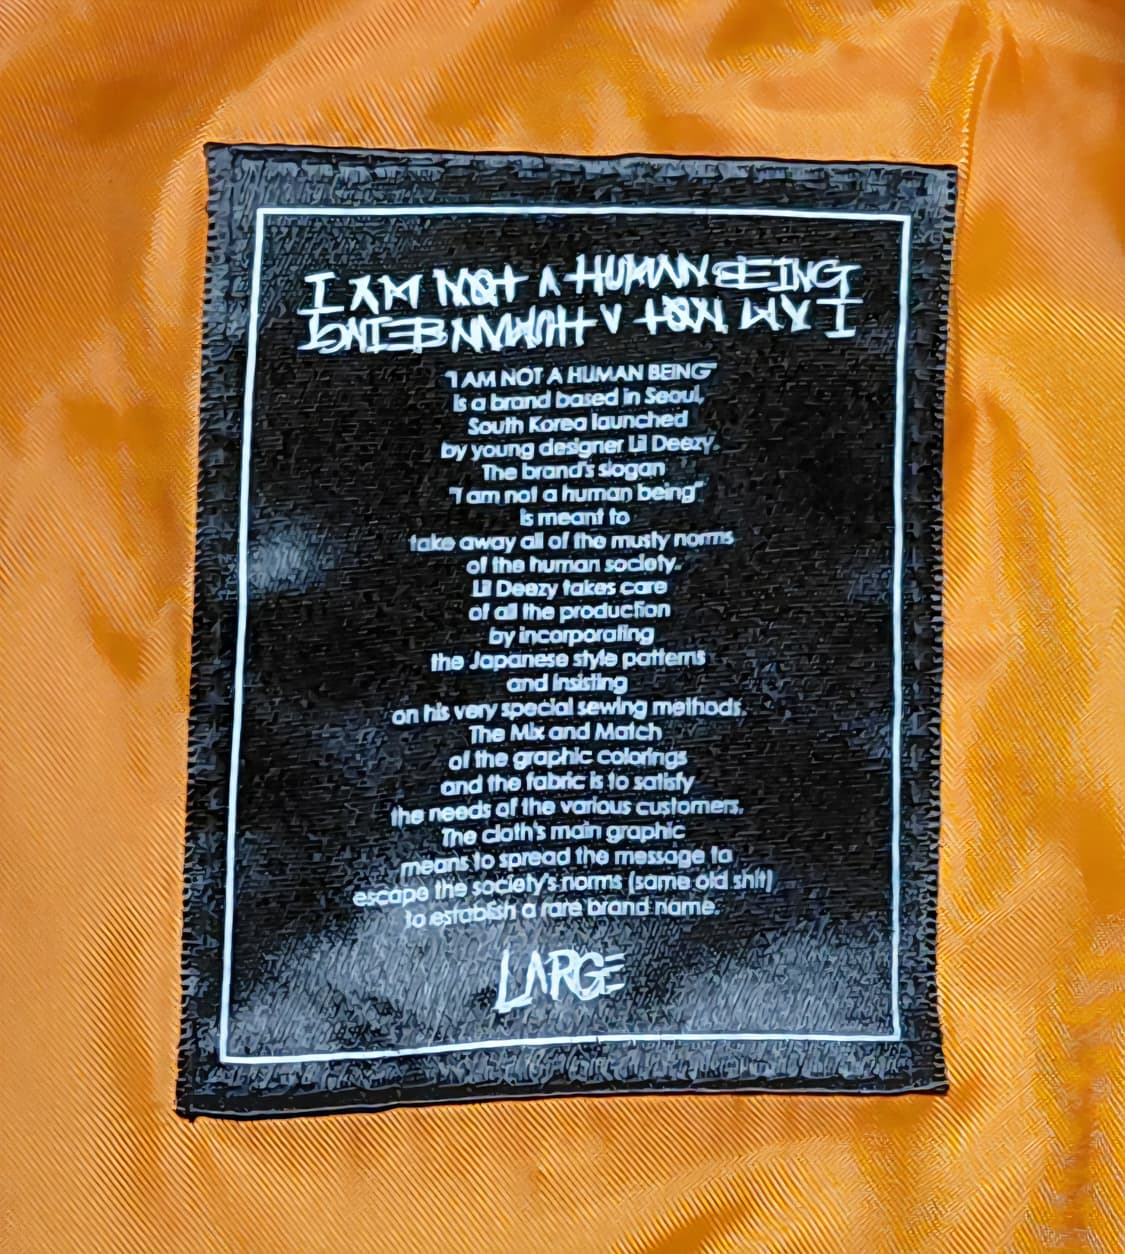 I AM NOT A HUMAN BEING
I AM NOT A HUMAN BEING
"I AM NOT A HUMAN BEING"
is a brand based in Seoul,
South Korea launched
by young designer Lil Deezy.
The brand's slogan
"I am not a human being"
is meant to
take away all of the musty norms
of the human society.
Lil Deezy takes care
of all the production
by incorporating
the Japanese style patterns
and insisting
on his very special sewing methods.
The Mix and Match
of the graphic colorings
and the fabric is to satisfy
the needs of the various customers.
The cloth's main graphic
means to spread the message to
escape the society's norms (same old shit)
to establish a rare brand name.
LARGE